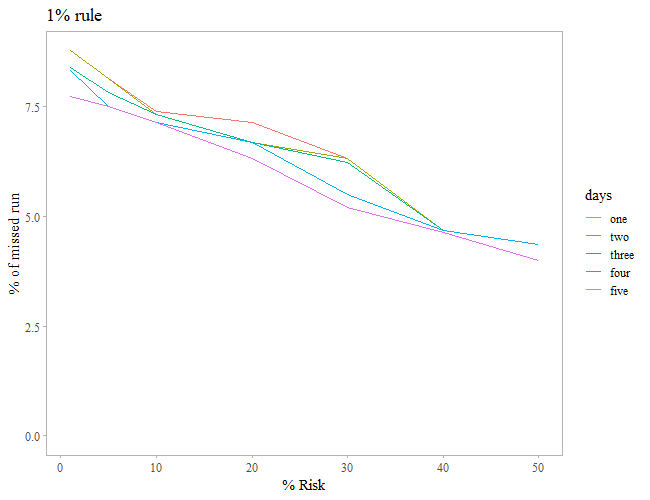 1% rule
% of missed run
7.5
5.0
2.5
0.0
0
10
20
30
40
50
% Risk
days
one
two
three
four
five